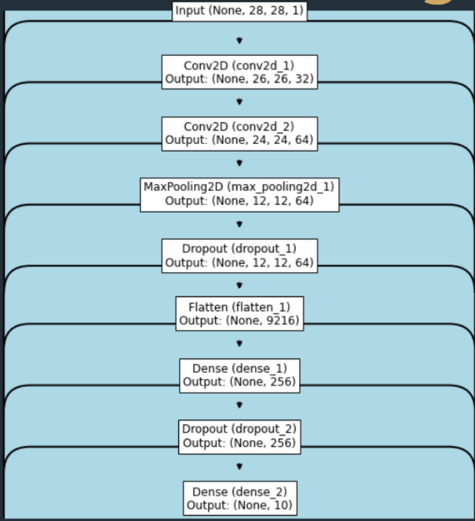 Input (None, 28, 28, 1)
Conv2D (conv2d_1)
Output: (None, 26, 26, 32)
Conv2D (conv2d_2)
Output: (None, 24, 24, 64)
MaxPooling2D (max_pooling2d_1)
Output: (None, 12, 12, 64)
Dropout (dropout_1)
Output: (None, 12, 12, 64)
Flatten (flatten_1)
Output: (None, 9216)
Dense (dense_1)
Output: (None, 256)
Dropout (dropout_2)
Output: (None, 256)
Dense (dense_2)
Output: (None, 10)